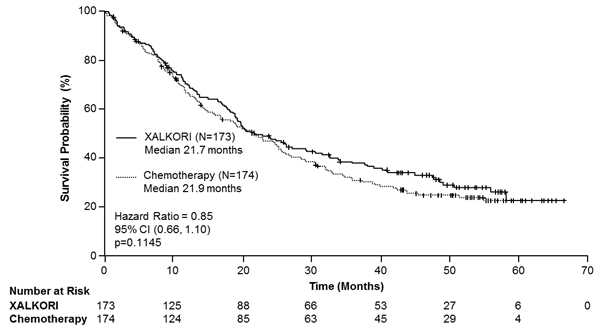 100
80
60
40
20
0
Survival Probability (%)
XALKORI (N=173)
Median 21.7 months
Chemotherapy (N=174)
Median 21.9 months
Hazard Ratio = 0.85
95% CI (0.66, 1.10)
p=0.1145
0 10 20 30 40 50 60 70
Time (Months)
Number at Risk
XALKORI 173 125 88 66 53 27 6 0
Chemotherapy 174 124 85 63 45 29 4